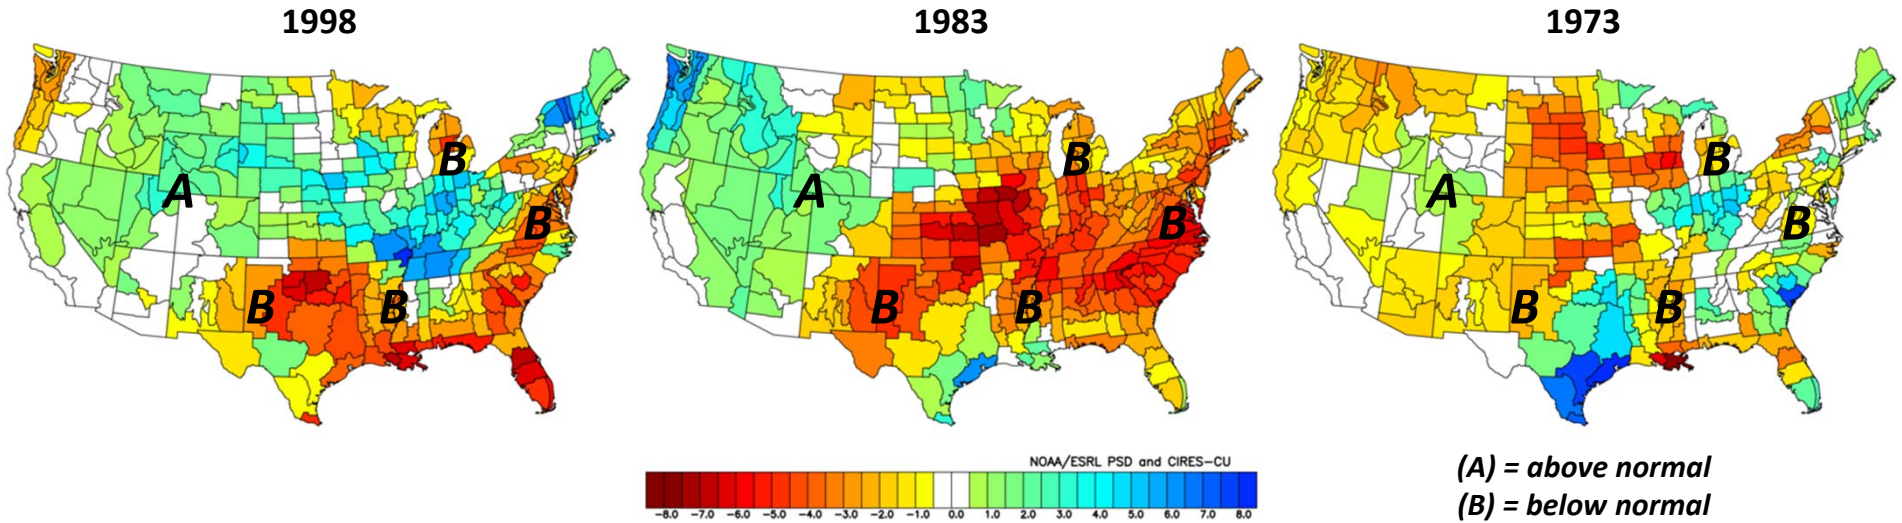 1998
1983
1973
A
B
B
B
B
A
B
B
B
B
A
B
B
B
B
NOAA/ESRL PSD and CIRES-CU
-8.0 -7.0 -6.0 -5.0 -4.0 -3.0 -2.0 -1.0 0.0 1.0 2.0 3.0 4.0 5.0 6.0 7.0 8.0
(A) = above normal
(B) = below normal